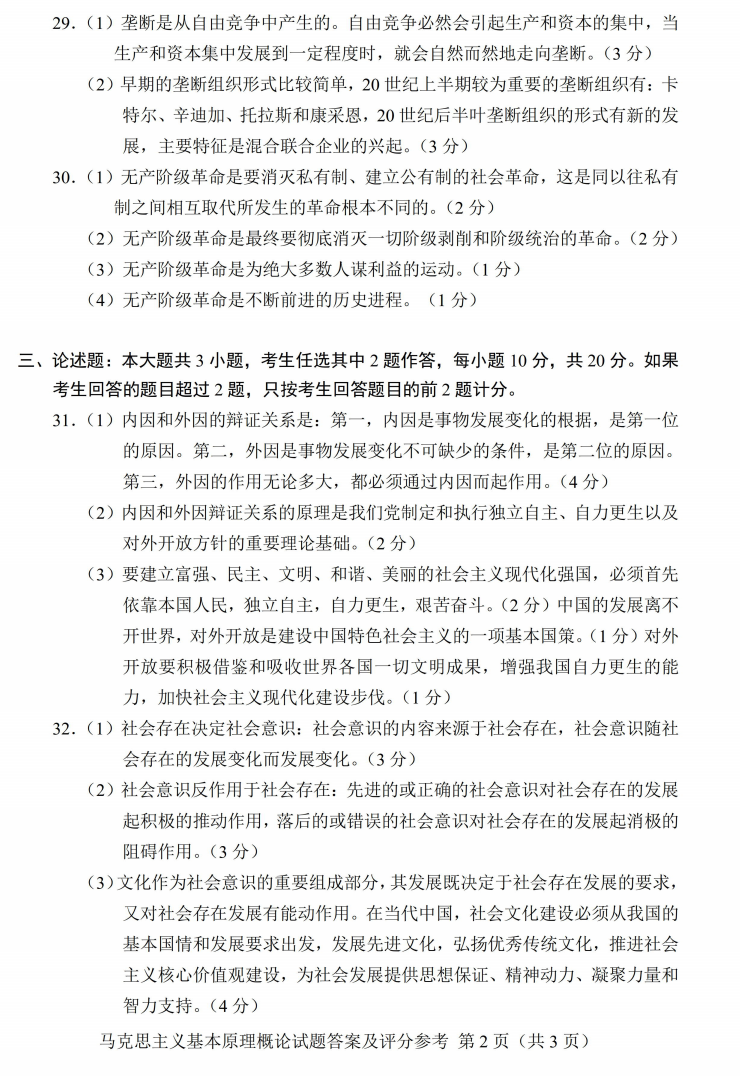 29.（1）垄断是从自由竞争中产生的。自由竞争必然会引起生产和资本的集中，当
生产和资本集中发展到一定程度时，就会自然而然地走向垄断。（3 分）
（2）早期的垄断组织形式比较简单，20 世纪上半期较为重要的垄断组织有：卡
特尔、辛迪加、托拉斯和康采恩，20 世纪后半叶垄断组织的形式有新的发
展，主要特征是混合联合企业的兴起。（3 分）
30.（1）无产阶级革命是要消灭私有制、建立公有制的社会革命，这是同以往私有
制之间相互取代所发生的革命根本不同的。（2 分）
（2）无产阶级革命是最终要彻底消灭一切阶级剥削和阶级统治的革命。（2 分）
（3）无产阶级革命是为绝大多数人谋利益的运动。（1 分）
（4）无产阶级革命是不断前进的历史进程。（1 分）
三、论述题：本大题共 3 小题，考生任选其中 2 题作答，每小题 10 分，共 20 分。如果
考生回答的题目超过 2 题，只按考生回答题目的前 2 题计分。
31.（1）内因和外因的辩证关系是：第一，内因是事物发展变化的根据，是第一位
的原因。第二，外因是事物发展变化不可缺少的条件，是第二位的原因。
第三，外因的作用无论多大，都必须通过内因而起作用。（4 分）
（2）内因和外因辩证关系的原理是我们党制定和执行独立自主、自力更生以及
对外开放方针的重要理论基础。（2 分）
（3）要建立富强、民主、文明、和谐、美丽的社会主义现代化强国，必须首先
依靠本国人民，独立自主，自力更生，艰苦奋斗。（2 分）中国的发展离不
开世界，对外开放是建设中国特色社会主义的一项基本国策。（1 分）对外
开放要积极借鉴和吸收世界各国一切文明成果，增强我国自力更生的能
力，加快社会主义现代化建设步伐。（1 分）
32.（1）社会存在决定社会意识：社会意识的内容来源于社会存在，社会意识随社
会存在的发展变化而发展变化。（3 分）
（2）社会意识反作用于社会存在：先进的或正确的社会意识对社会存在的发展
起积极的推动作用，落后的或错误的社会意识对社会存在的发展起消极的
阻碍作用。（3 分）
（3）文化作为社会意识的重要组成部分，其发展既决定于社会存在发展的要求，
又对社会存在发展有能动作用。在当代中国，社会文化建设必须从我国的
基本国情和发展要求出发，发展先进文化，弘扬优秀传统文化，推进社会
主义核心价值观建设，为社会发展提供思想保证、精神动力、凝聚力量和
智力支持。（4 分）
马克思主义基本原理概论试题答案及评分参考 第 2 页（共 3 页）